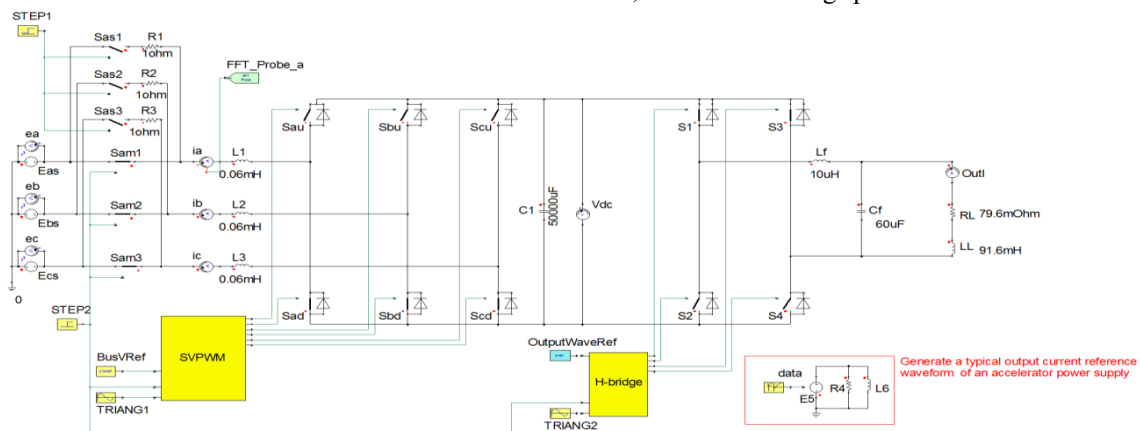 STEP1
Sas1
R1
1ohm
FFT_Probe_a
Sas2
R2
1ohm
Sas3
R3
1ohm
Sau
Sbu
Scu
S1
S3
ea
Eas
Sam1
ia
L1
0.06mH
Lf
10uH
OutI
eb
Ebs
Sam2
ib
L2
0.06mH
C1
50000uF
Vdc
Cf
60uF
RL
79.6mOhm
LL
91.6mH
ec
Ecs
Sam3
ic
L3
0.06mH
0
STEP2
Sad
Sbd
Scd
S2
S4
BusVRef
SVPWM
TRIANG1
OutputWaveRef
H-bridge
TRIANG2
data
E5
R4
L6
Generate a typical output current reference
waveform of an accelerator power supply